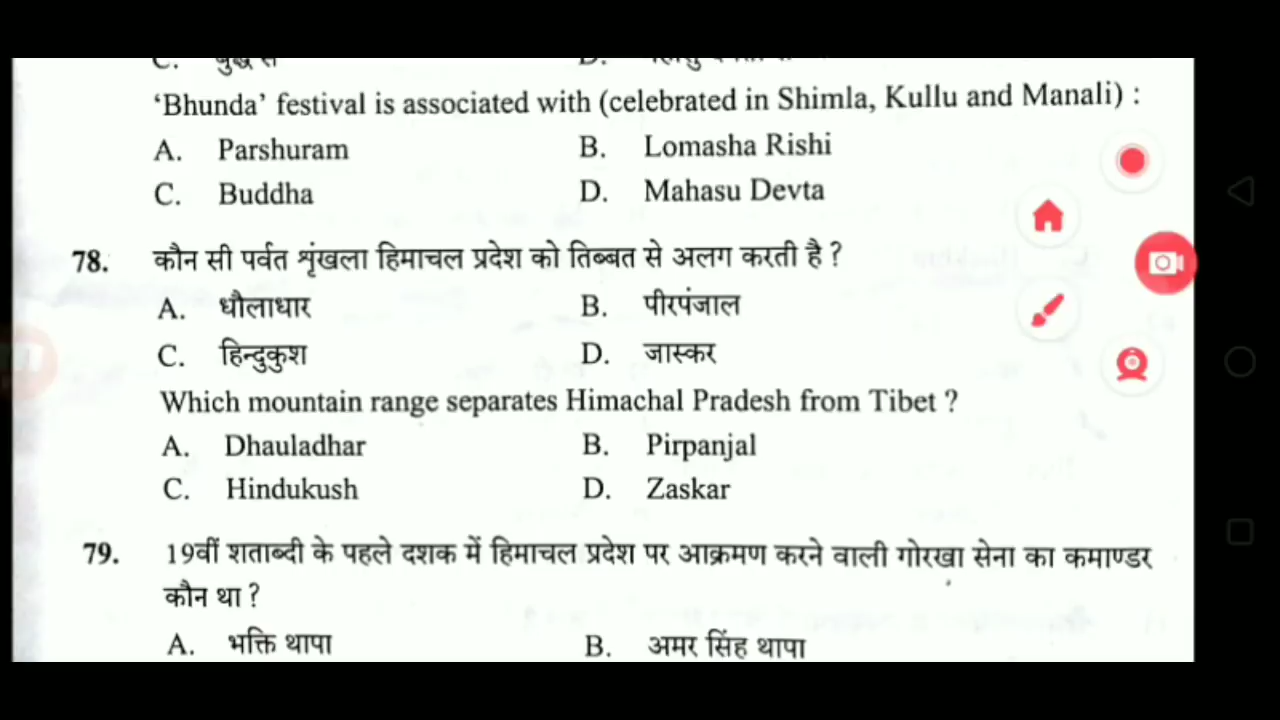 C. बुद्ध से D.
‘Bhunda’ festival is associated with (celebrated in Shimla, Kullu and Manali) :
A. Parshuram B. Lomasha Rishi
C. Buddha D. Mahasu Devta
78. कौन सी पर्वत शृंखला हिमाचल प्रदेश को तिब्बत से अलग करती है ?
A. धौलाधार B. पीरपंजाल
C. हिन्दुकुश D. जास्कर
Which mountain range separates Himachal Pradesh from Tibet ?
A. Dhauladhar B. Pirpanjal
C. Hindukush D. Zaskar
79. 19वीं शताब्दी के पहले दशक में हिमाचल प्रदेश पर आक्रमण करने वाली गोरखा सेना का कमाण्डर
कौन था ?
A. भक्ति थापा B. अमर सिंह थापा